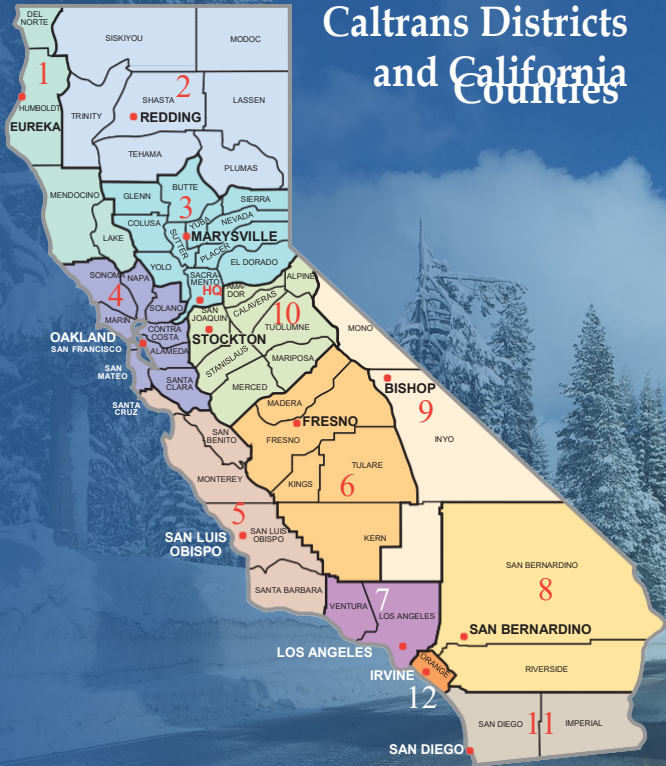 Caltrans Districts
and California
Counties
DEL
NORTE
SISKIYOU
MODOC
1
2
HUMBOLDT
EUREKA
TRINITY
SHASTA
REDDING
LASSEN
TEHAMA
PLUMAS
MENDOCINO
GLENN
BUTTE
3
SIERRA
COLUSA
YUBA
NEVADA
SUTTER
MARYSVILLE
LAKE
PLACER
YOLO
EL DORADO
SONOMA
NAPA
4
SACRA-
MENTO
HQ
AMA-
DOR
ALPINE
SOLANO
CALAVERAS
MARIN
SAN
JOAQUIN
10
TUOLUMNE
MONO
CONTRA
COSTA
STOCKTON
OAKLAND
SAN FRANCISCO
ALAMEDA
STANISLAUS
MARIPOSA
SAN
MATEO
SANTA
CLARA
MERCED
BISHOP
9
SANTA
CRUZ
MADERA
FRESNO
INYO
SAN
BENITO
FRESNO
MONTEREY
TULARE
KINGS
6
5
SAN LUIS
OBISPO
SAN LUIS
OBISPO
KERN
SAN BERNARDINO
8
SANTA BARBARA
VENTURA
7
LOS ANGELES
SAN BERNARDINO
LOS ANGELES
ORANGE
RIVERSIDE
IRVINE
12
SAN DIEGO
11
IMPERIAL
SAN DIEGO